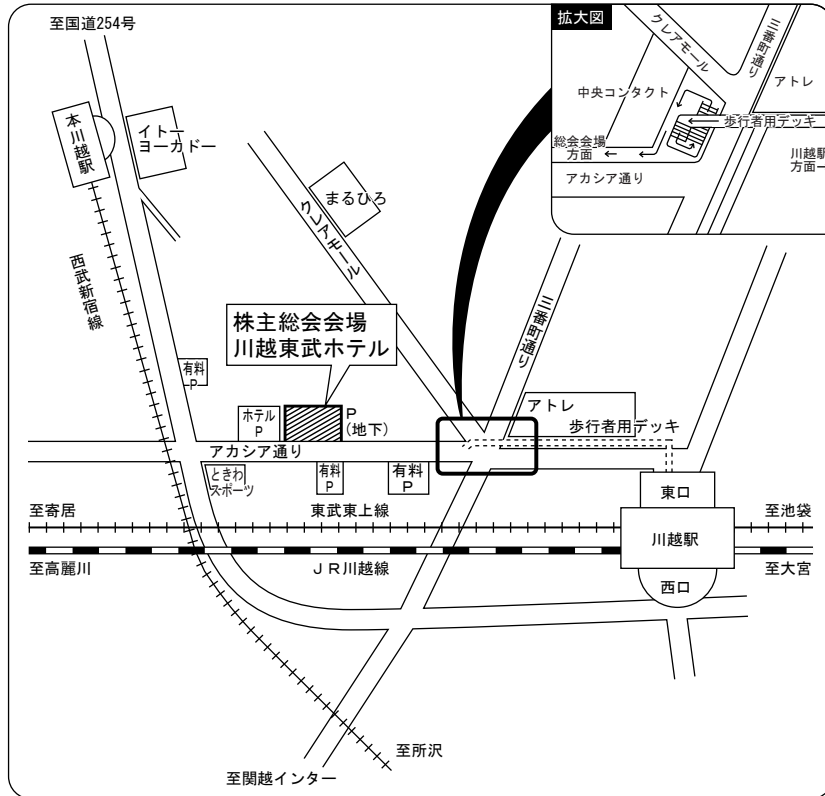 至国道254号
本川越駅
イトー
ヨーカドー
西武新宿線
まるひろ
クレアモール
株主総会会場
川越東武ホテル
三番町通り
有料
P
ホテル
P
P
(地下)
アトレ
歩行者用デッキ
アカシア通り
ときわ
スポーツ
有料
P
有料
P
東口
至寄居
東武東上線
至池袋
川越駅
至高麗川
JR川越線
至大宮
西口
至所沢
至関越インター
拡大図
クレアモール
三番町通り
アトレ
中央コンタクト
歩行者用デッキ
総会会場
方面
川越駅
方面
アカシア通り